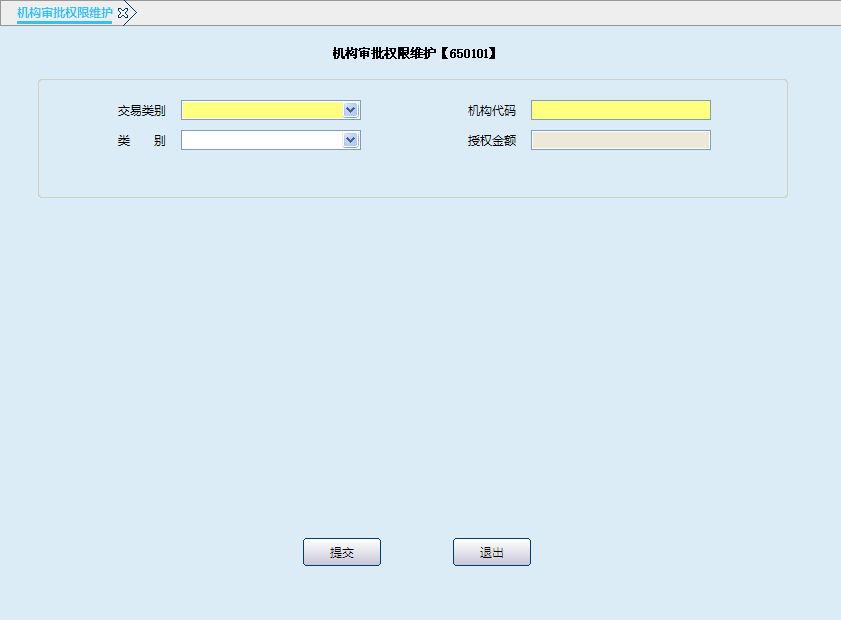 机构审批权限维护
机构审批权限维护【650101】
交易类别 机构代码
类 别 授权金额
提交 退出